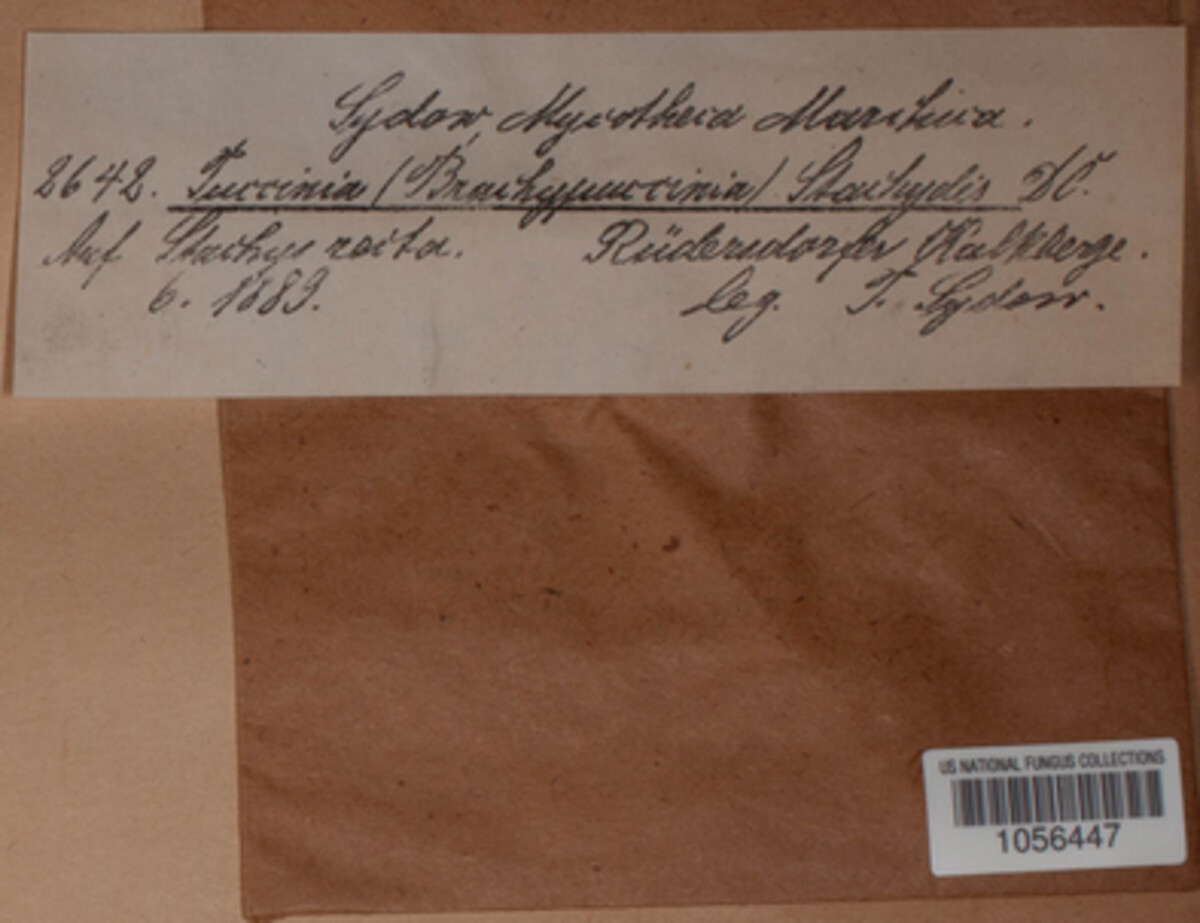 Sydow, Mycotheca Marchica.
2642. Puccinia (Brachypuccinia) Stachydis DC.
Auf Stachys recta. Rüdersdorfer Kalkberge.
6. 1889. leg. P. Sydow.
US NATIONAL FUNGUS COLLECTIONS
1056447